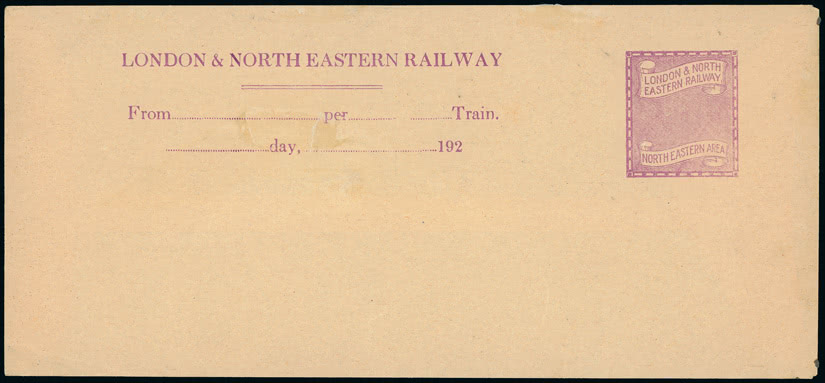 LONDON & NORTH EASTERN RAILWAY
From per Train.
day, 192
LONDON & NORTH
EASTERN RAILWAY
NORTH EASTERN AREA